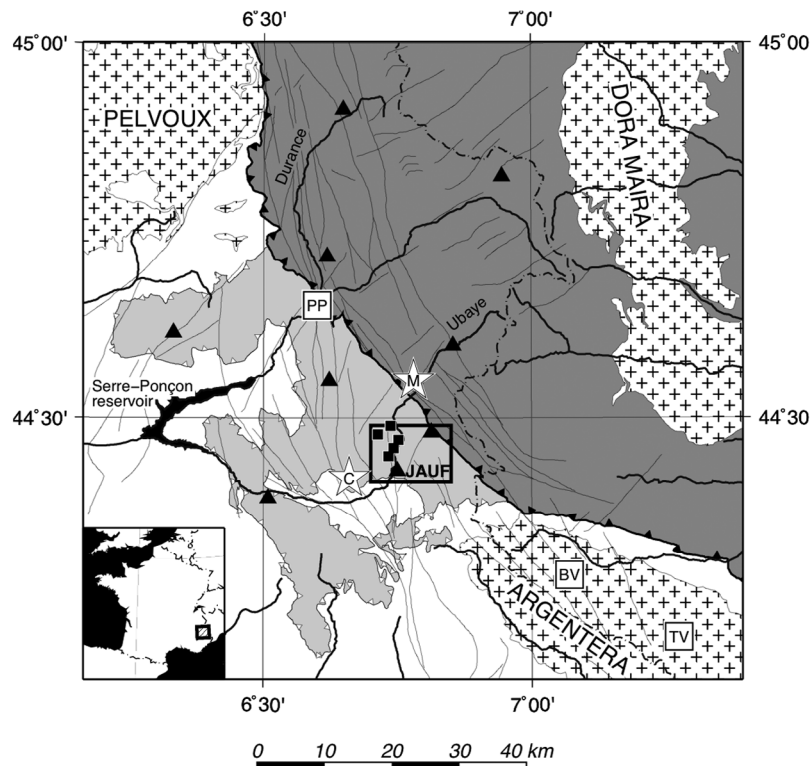 6˚30'
7˚00'
45˚00
45˚00'
PELVOUX
DORA MAIRA
Durance
PP
Ubaye
M
Serre–Ponçon
reservoir
44˚30'
44˚30'
JAUF
C
BV
ARGENTERA
TV
6˚30'
7˚00'
0 10 20 30 40 km